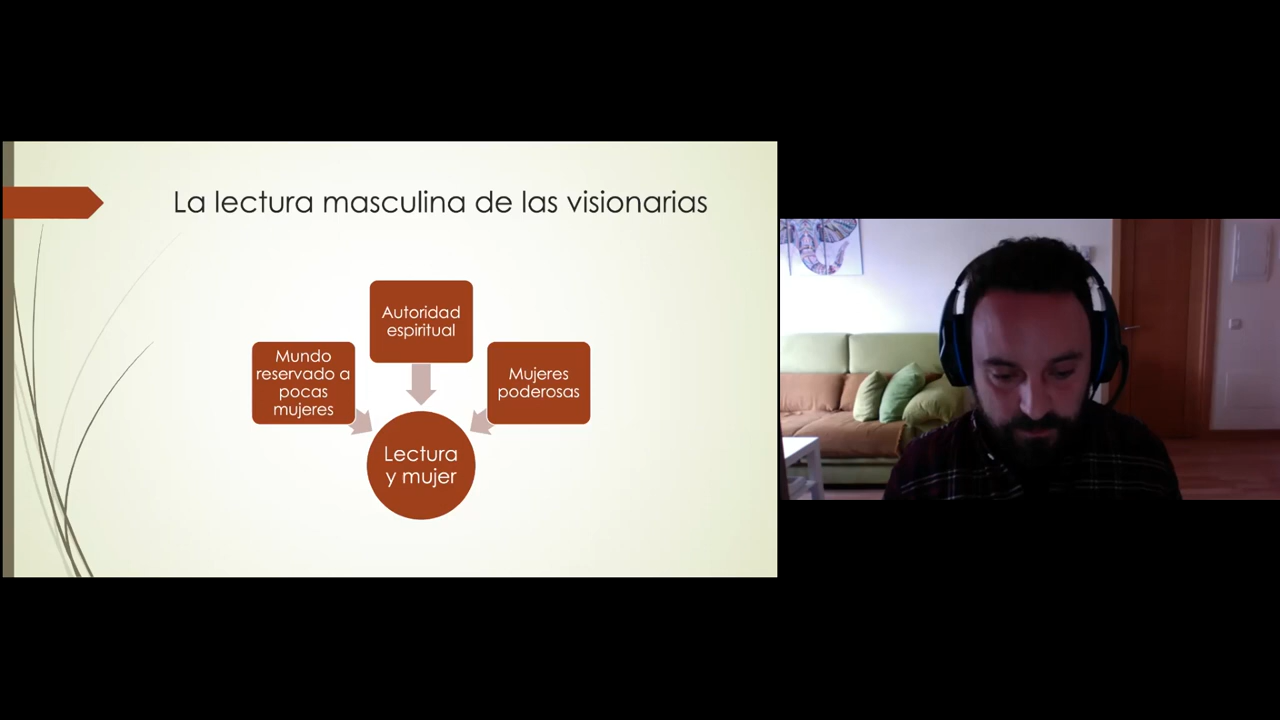 La lectura masculina de las visionarias
Autoridad
espiritual
Mundo
reservado a
pocas
mujeres
Mujeres
poderosas
Lectura
y mujer